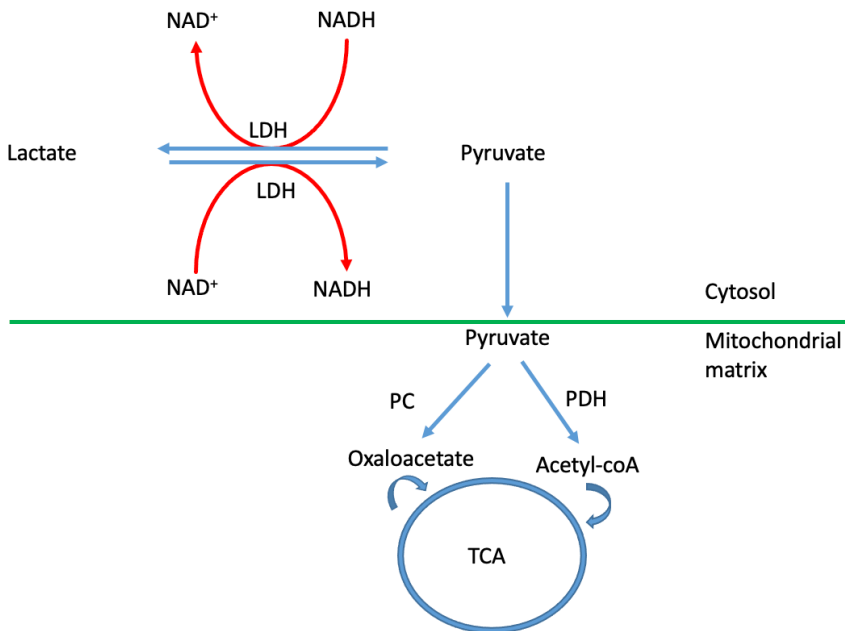 NAD⁺ NADH
LDH
Lactate Pyruvate
LDH
NAD⁺ NADH Cytosol
Pyruvate Mitochondrial
matrix
PC PDH
Oxaloacetate Acetyl-coA
TCA